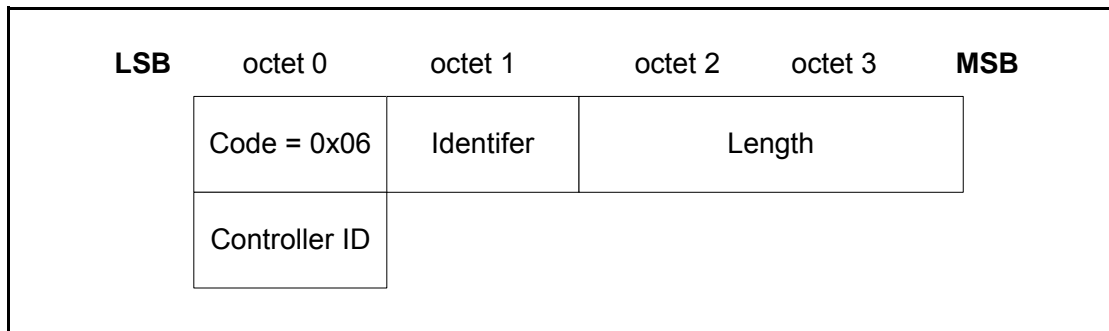 LSB octet 0 octet 1 octet 2 octet 3 MSB
Code = 0x06 Identifer Length
Controller ID